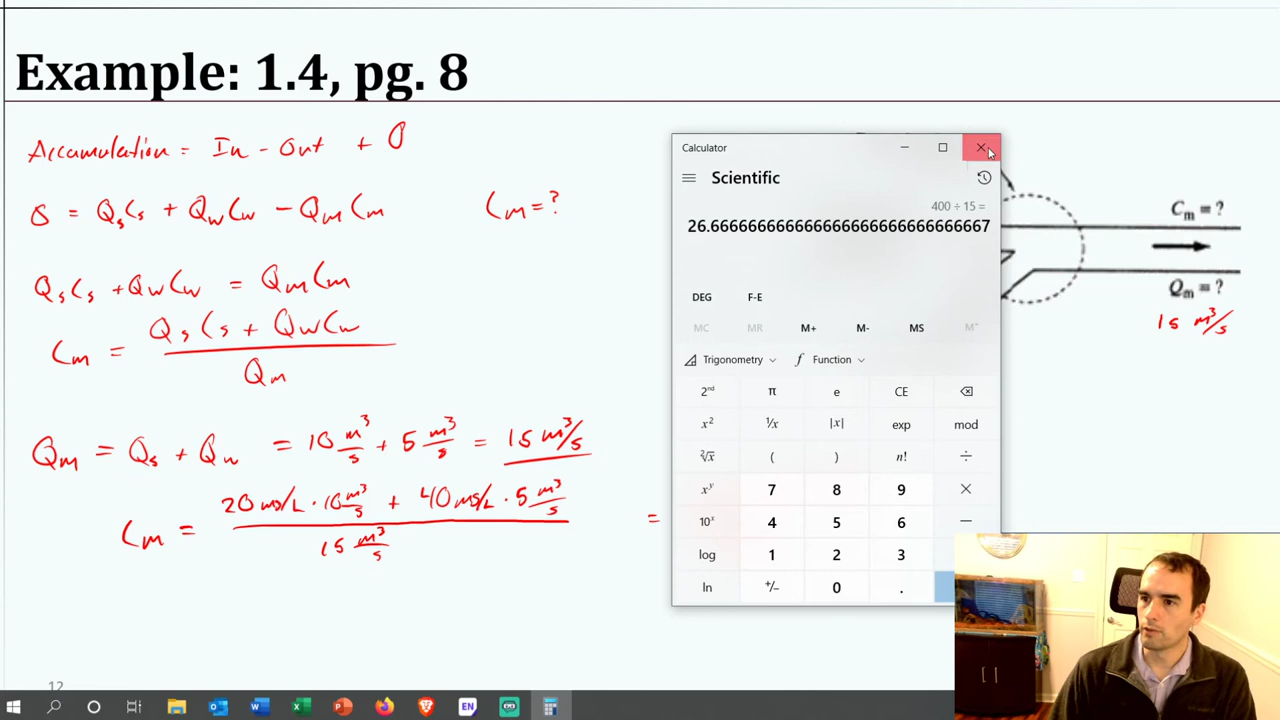 Example: 1.4, pg. 8
Accumulation = In - Out + 0
0 = QsCs + QwCw - QmCm
Cm = ?
QsCs + QwCw = QmCm
Cm = QsCs + QwCw
Qm
Qm = Qs + Qw = 10 m³/s + 5 m³/s = 15 m³/s
Cm = 20 mg/L · 10 m³/s + 40 mg/L · 5 m³/s =
15 m³/s
Calculator
Scientific
400 ÷ 15 =
26.666666666666666666666666666667
DEG F-E
MC MR M+ M- MS M˅
Trigonometry Function
2ⁿᵈ π e CE
x² ¹/x |x| exp mod
²√x ( ) n! ÷
xʸ 7 8 9 ×
10ˣ 4 5 6 −
log 1 2 3
ln +/− 0 .
Cm = ?
Qm = ?
15 m³/s
12
EN